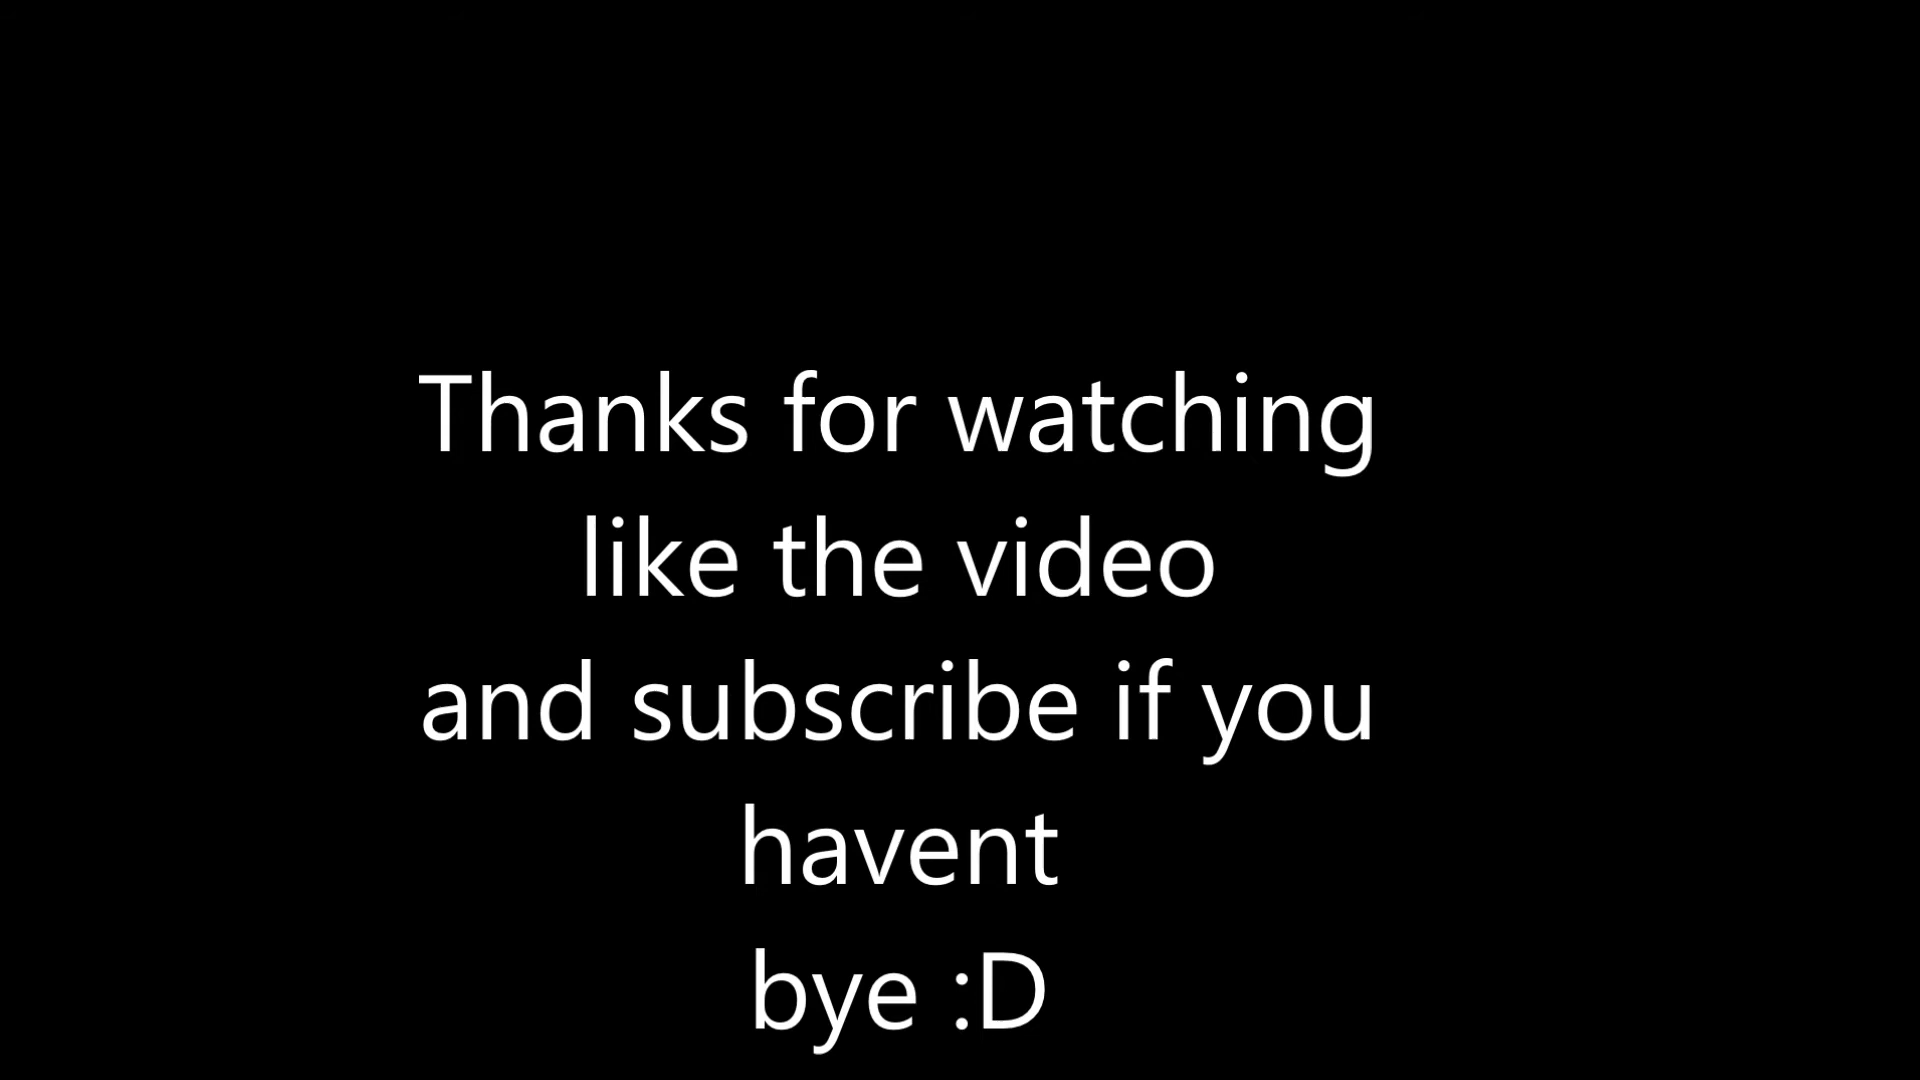 Thanks for watching
like the video
and subscribe if you
havent
bye :D